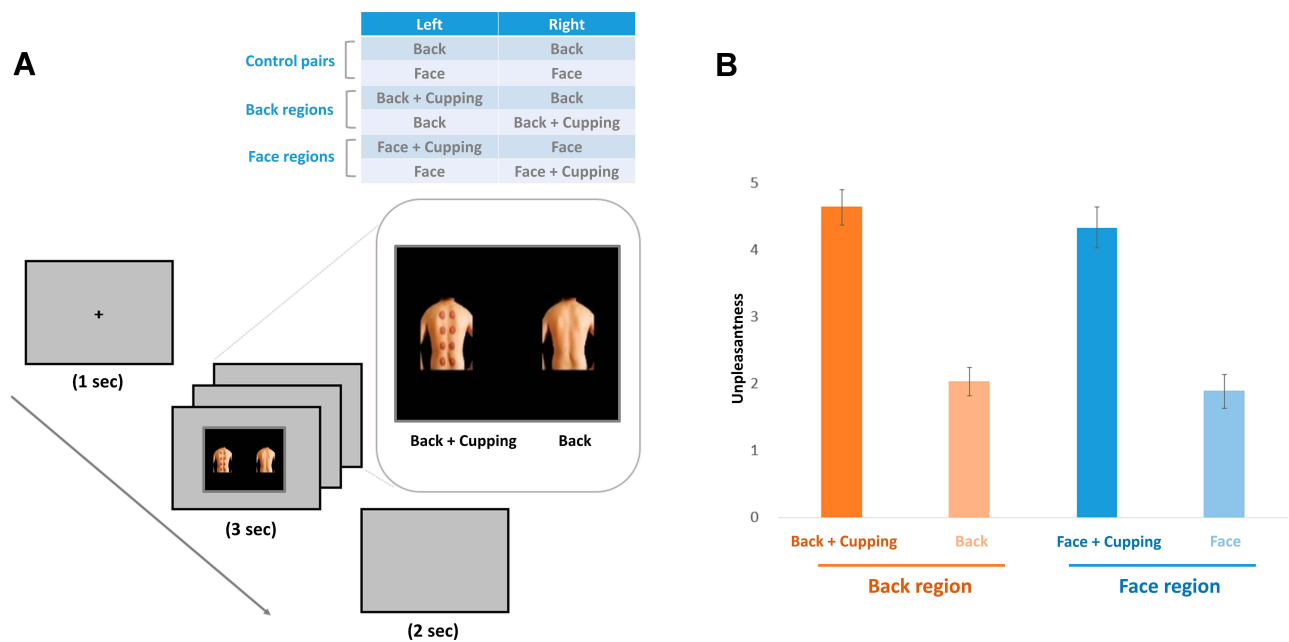 A
Left Right
Control pairs
Back Back
Face Face
Back regions
Back + Cupping Back
Back Back + Cupping
Face regions
Face + Cupping Face
Face Face + Cupping
+
(1 sec)
(3 sec)
(2 sec)
Back + Cupping Back
B
Unpleasantness
5
4
3
2
1
0
Back + Cupping Back Face + Cupping Face
Back region Face region